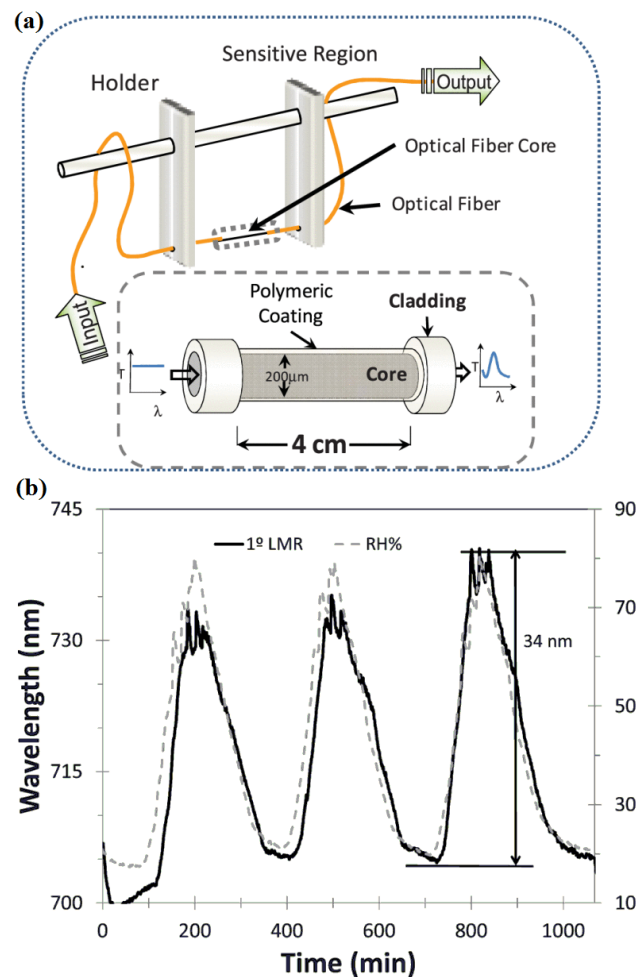 (a)
Sensitive Region
Holder
Output
Optical Fiber Core
Optical Fiber
Input
Polymeric
Coating
Cladding
T
λ
200μm
Core
T
λ
4 cm
(b)
745
730
715
700
Wavelength (nm)
1º LMR
RH%
34 nm
90
70
50
30
10
0
200
400
600
800
1000
Time (min)